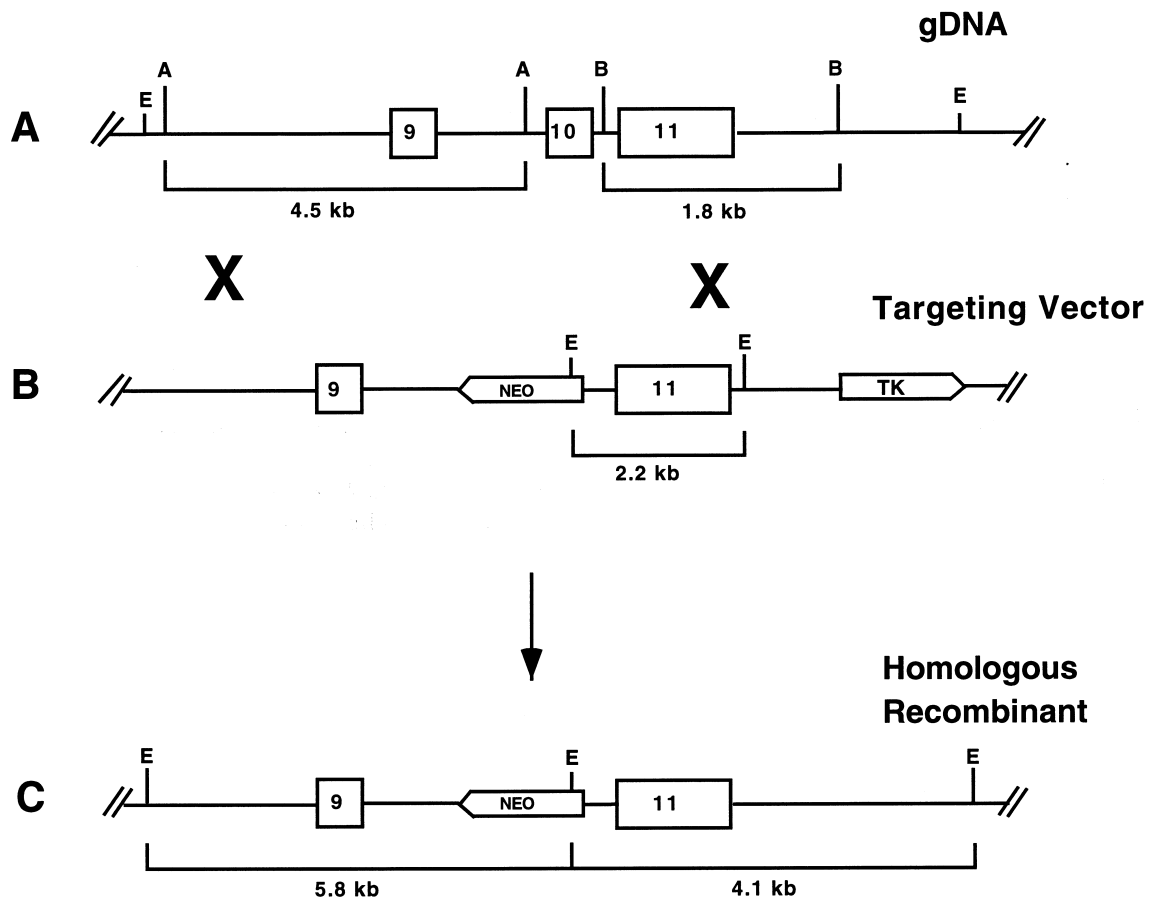 gDNA
A A B B
E E
A 9 10 11
4.5 kb 1.8 kb
X X
Targeting Vector
E E
B 9 NEO 11 TK
2.2 kb
Homologous
Recombinant
E E E
C 9 NEO 11
5.8 kb 4.1 kb